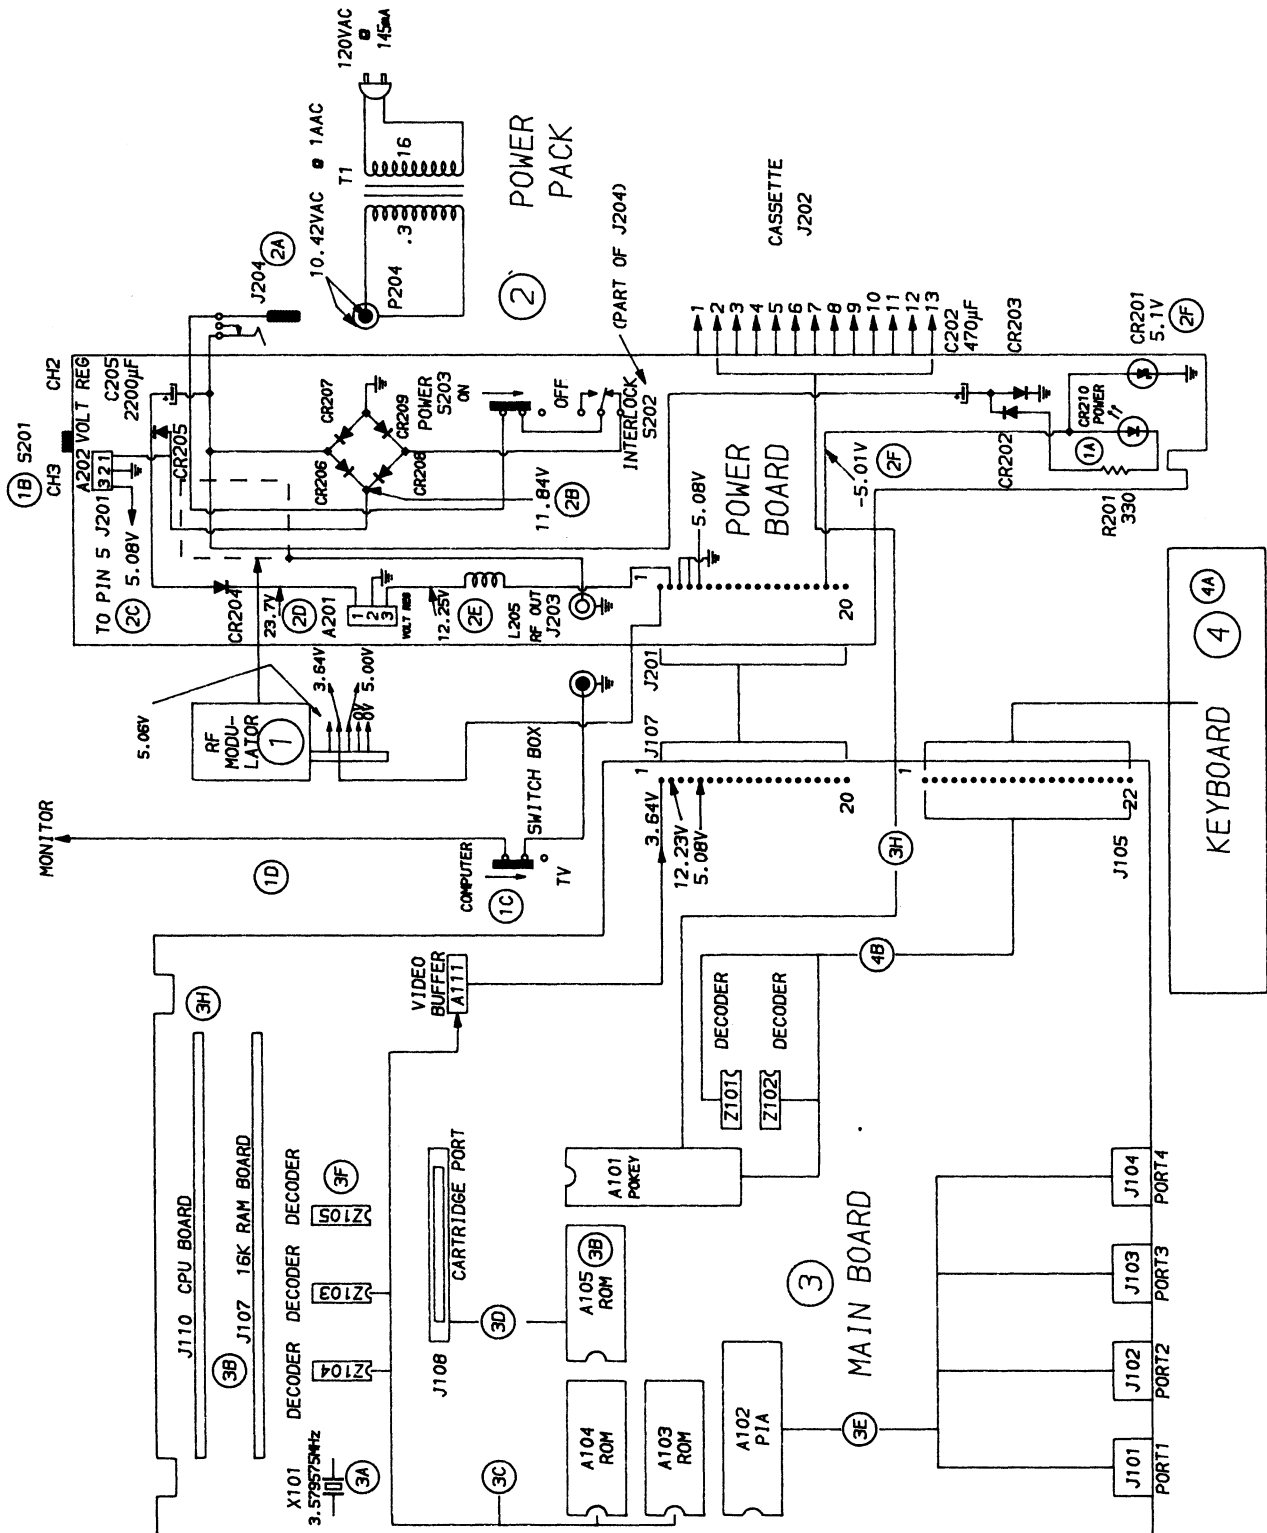 MONITOR
1D
COMPUTER
1C
TV
SWITCH BOX
5.06V
RF
MODU-
LATOR
1
3.64V
5.00V
0V
0V
1B
S201
CH3
CH2
A202 VOLT REG
321
C205
2200µF
J201
TO PIN 5
5.08V
2C
CR205
CR204
23.7V
2D
A201
1
2
3
VOLT REG
12.25V
2E
L205
RF OUT
J203
CR207
CR206
CR209
CR208
11.84V
2B
POWER
S203
ON
OFF
INTERLOCK
S202
(PART OF J204)
J204
2A
10.42VAC @ 1AAC
P204
T1
.3
16
120VAC
@
145mA
2
POWER
PACK
CASSETTE
J202
1
2
3
4
5
6
7
8
9
10
11
12
13
C202
470µF
CR203
CR202
CR201
5.1V
2F
CR210
POWER
1A
R201
330
-5.01V
2F
5.08V
POWER
BOARD
1
20
J201
J107
1
20
3.64V
12.23V
5.08V
3H
1
22
J105
KEYBOARD
4
4A
4B
VIDEO
BUFFER
A111
3H
J110 CPU BOARD
3B
J107 16K RAM BOARD
DECODER
DECODER
DECODER
Z104
Z103
Z105
3F
X101
3.579575MHz
3A
J108
CARTRIDGE PORT
3C
3D
A104
ROM
A103
ROM
A105
ROM
3B
A101
POKEY
Z101
DECODER
Z102
DECODER
A102
PIA
3
MAIN BOARD
3E
J101
PORT1
J102
PORT2
J103
PORT3
J104
PORT4